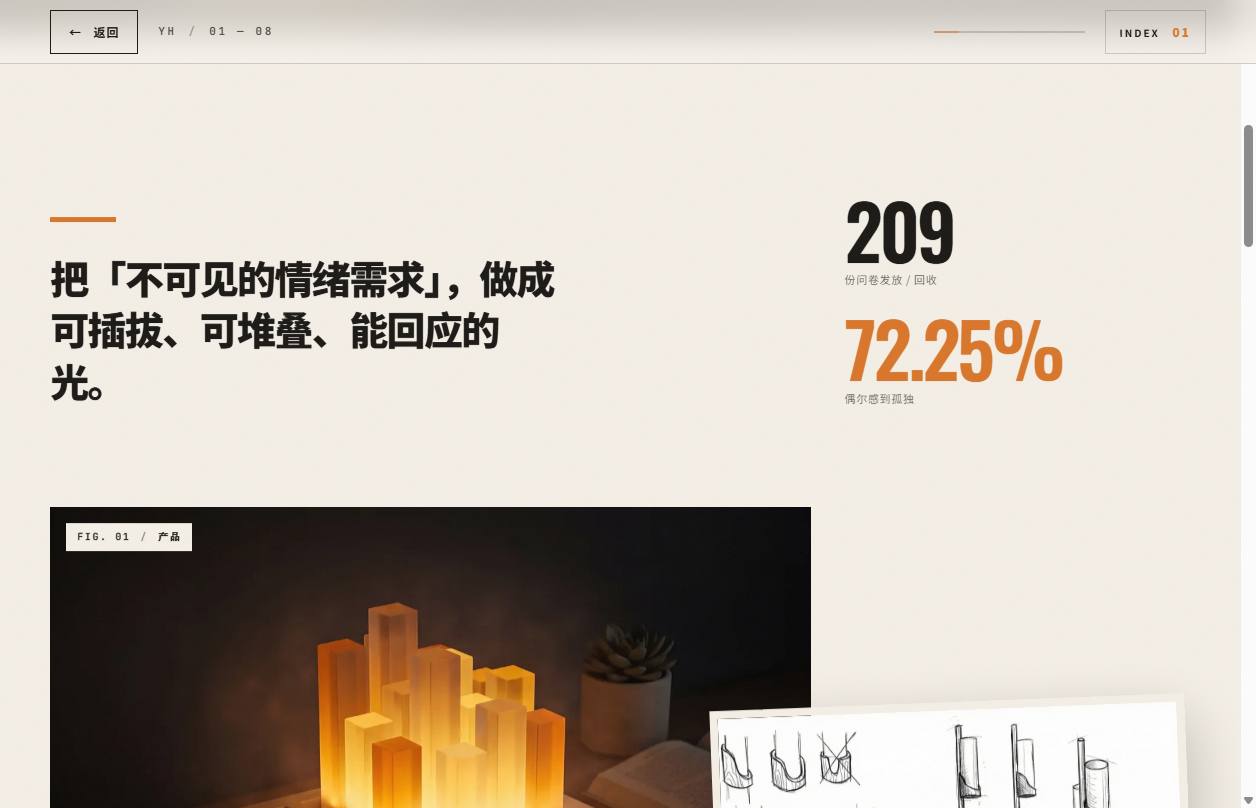 ← 返回
YH / 01 — 08
INDEX 01
把「不可见的情绪需求」，做成
可插拔、可堆叠、能回应的
光。
209
份问卷发放 / 回收
72.25%
偶尔感到孤独
FIG. 01 / 产品